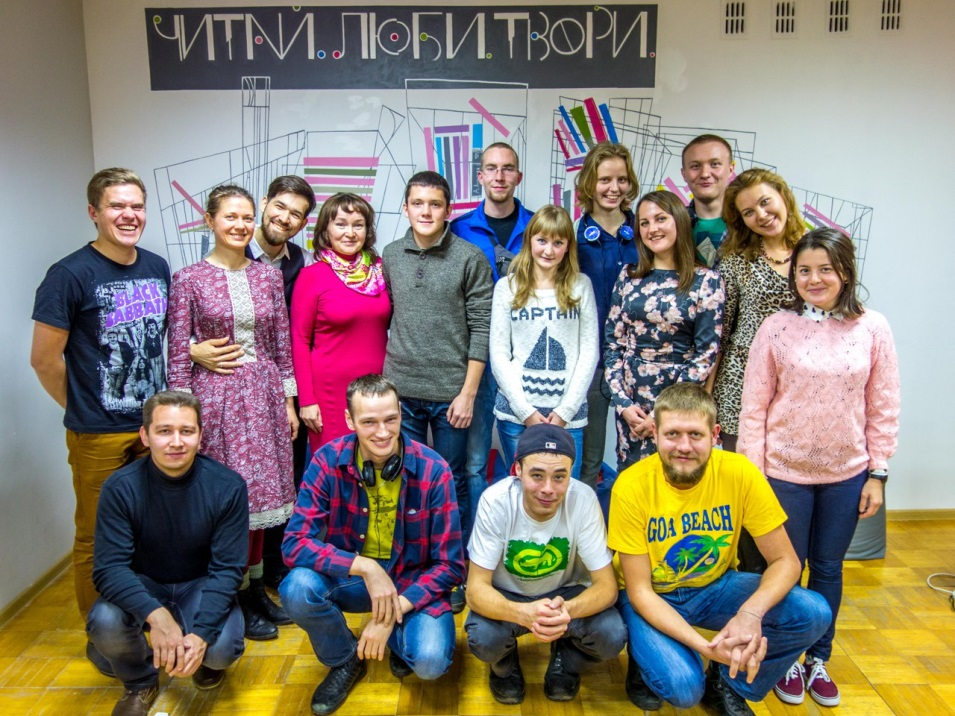 ЧИТАЙ. ЛЮБИ. ТВОРИ.
BLACK
SABBATH
CAPTAIN
GOA BEACH